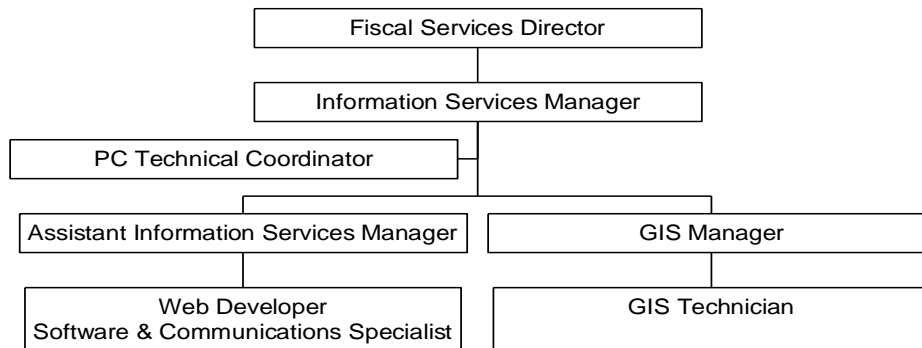 Fiscal Services Director
Information Services Manager
PC Technical Coordinator
Assistant Information Services Manager
GIS Manager
Web Developer
Software & Communications Specialist
GIS Technician